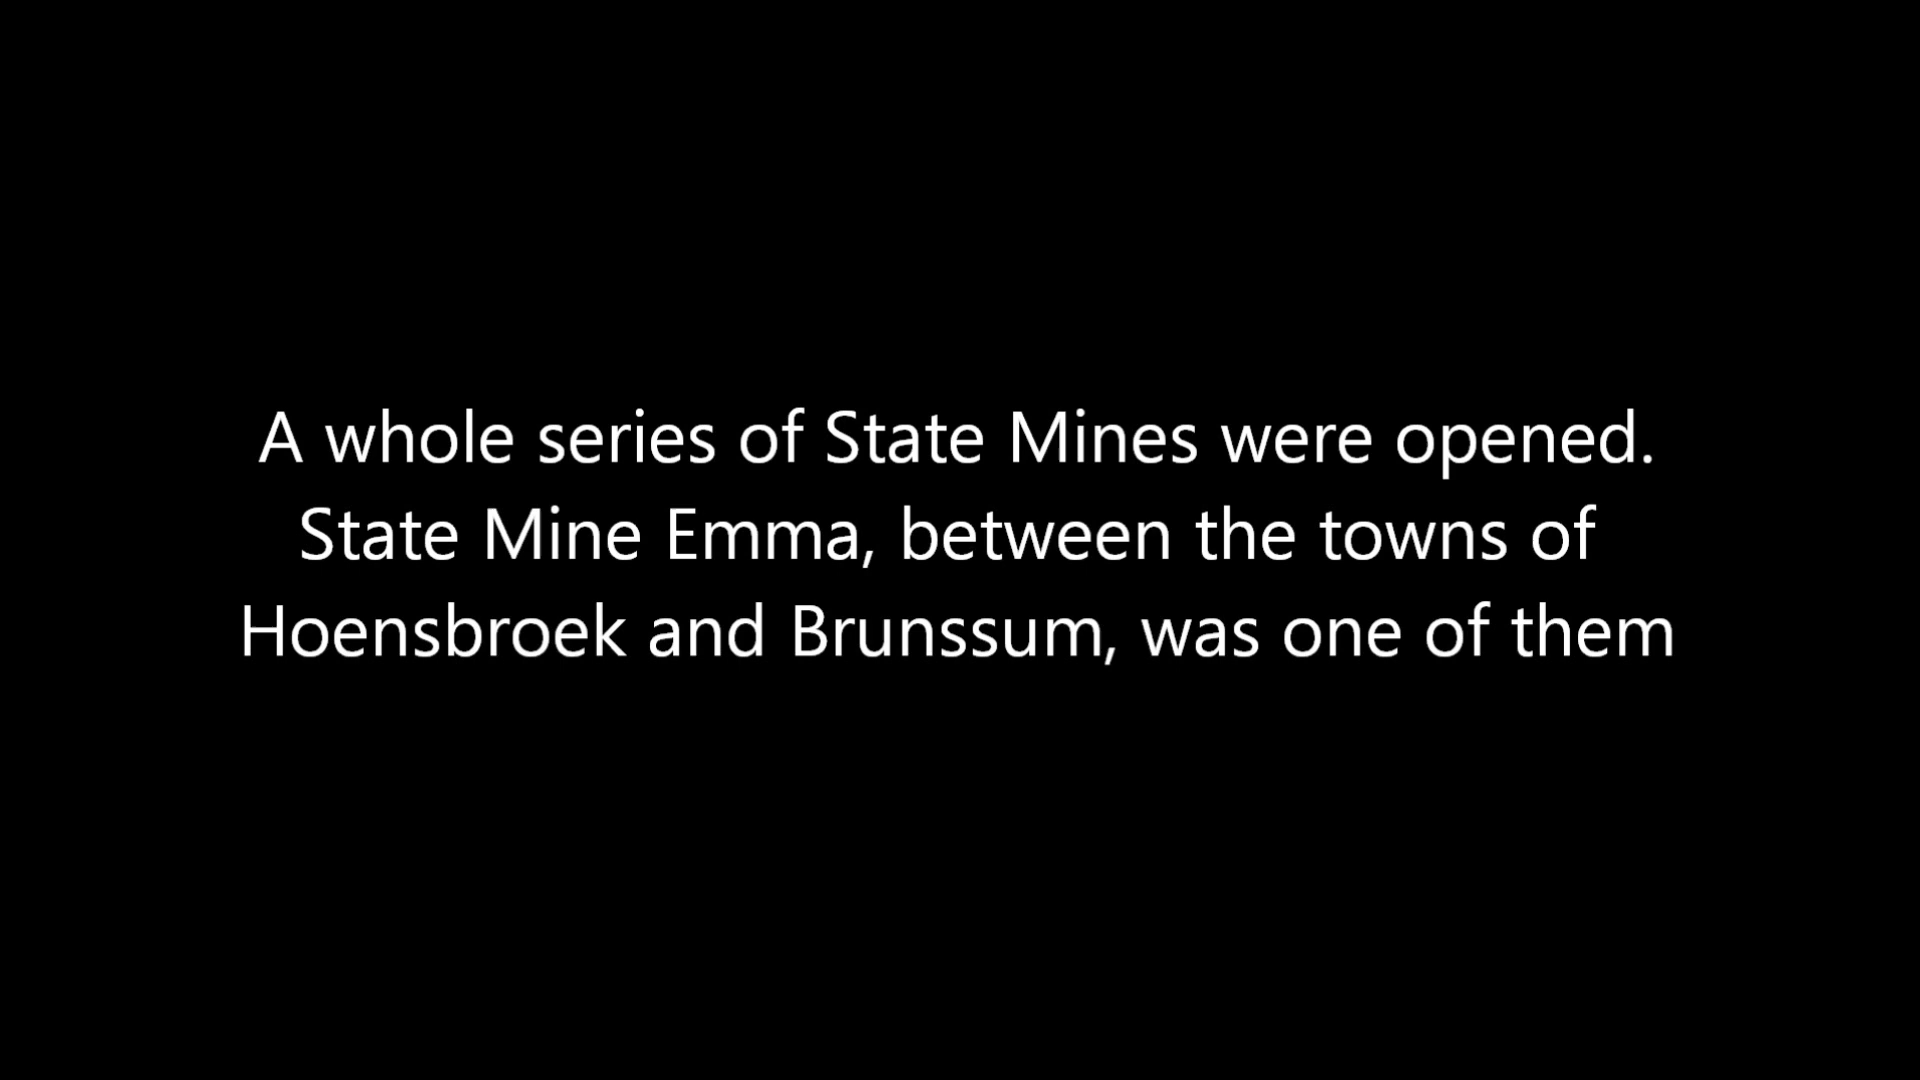 A whole series of State Mines were opened.
State Mine Emma, between the towns of
Hoensbroek and Brunssum, was one of them